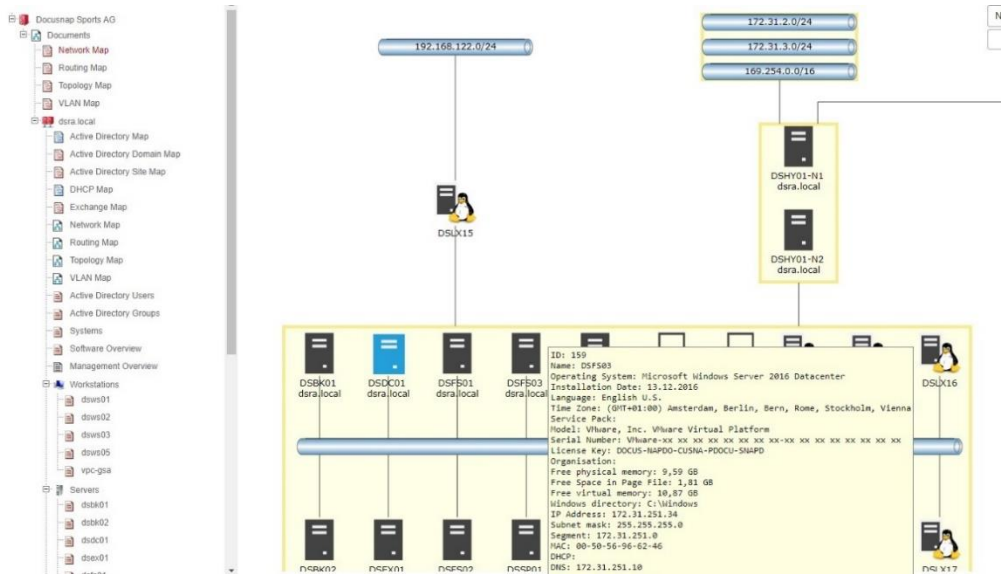 Docusnap Sports AG
Documents
Network Map
Routing Map
Topology Map
VLAN Map
dsra.local
Active Directory Map
Active Directory Domain Map
Active Directory Site Map
DHCP Map
Exchange Map
Network Map
Routing Map
Topology Map
VLAN Map
Active Directory Users
Active Directory Groups
Systems
Software Overview
Management Overview
Workstations
dsws01
dsws02
dsws03
dsws05
vpc-gsa
Servers
dsbk01
dsbk02
dsdc01
dsex01
192.168.122.0/24
172.31.2.0/24
172.31.3.0/24
169.254.0.0/16
N
DSHY01-N1
dsra.local
DSLX15
DSHY01-N2
dsra.local
DSBK01
dsra.local
DSDC01
dsra.local
DSFS01
dsra.local
DSFS03
dsra.local
DSLX16
ID: 159
Name: DSFS03
Operating System: Microsoft Windows Server 2016 Datacenter
Installation Date: 13.12.2016
Language: English U.S.
Time Zone: (GMT+01:00) Amsterdam, Berlin, Bern, Rome, Stockholm, Vienna
Service Pack:
Model: VMware, Inc. VMware Virtual Platform
Serial Number: VMware-xx xx xx xx xx xx xx xx-xx xx xx xx xx xx xx xx
License Key: DOCUS-NAPDO-CUSNA-PDOCU-SNAPD
Organisation:
Free physical memory: 9,59 GB
Free Space in Page File: 1,81 GB
Free virtual memory: 10,87 GB
Windows directory: C:\Windows
IP Address: 172.31.251.34
Subnet mask: 255.255.255.0
Segment: 172.31.251.0
MAC: 00-50-56-96-62-46
DHCP:
DNS: 172.31.251.10
DSBK02
DSEX01
DSFS02
DSSP01
DSLX17